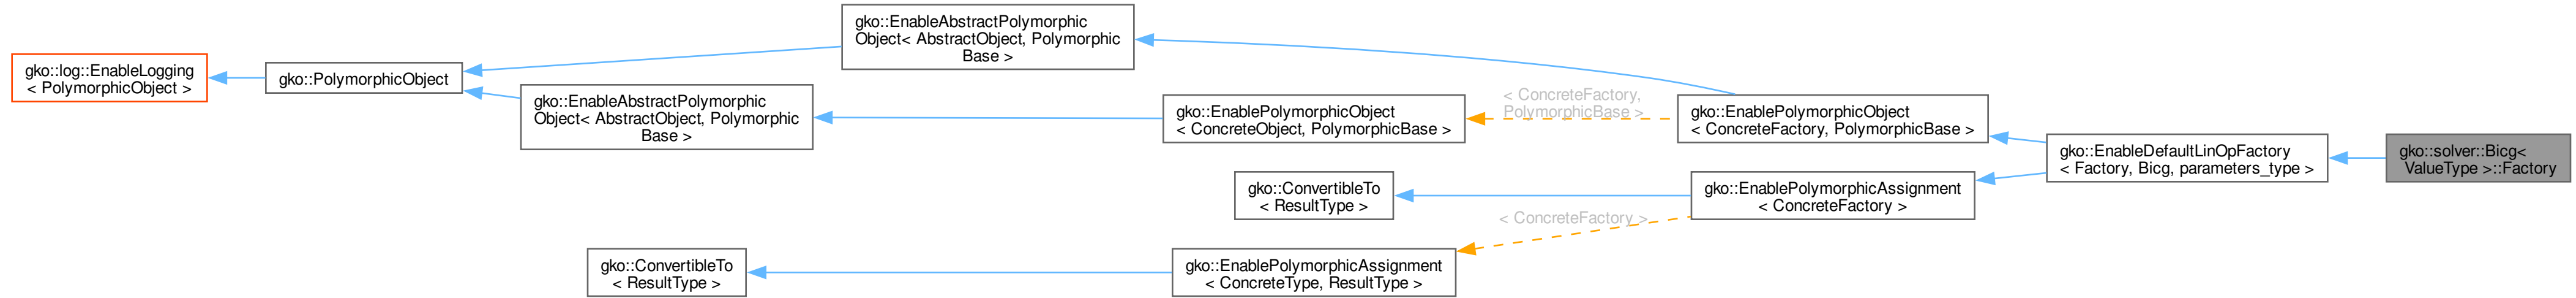 gko::EnableAbstractPolymorphic
Object< AbstractObject, Polymorphic
Base >
gko::log::EnableLogging
< PolymorphicObject >
gko::PolymorphicObject
gko::EnableAbstractPolymorphic
Object< AbstractObject, Polymorphic
Base >
gko::EnablePolymorphicObject
< ConcreteObject, PolymorphicBase >
< ConcreteFactory,
PolymorphicBase >
gko::EnablePolymorphicObject
< ConcreteFactory, PolymorphicBase >
gko::EnableDefaultLinOpFactory
< Factory, Bicg, parameters_type >
gko::solver::Bicg<
ValueType >::Factory
gko::ConvertibleTo
< ResultType >
gko::EnablePolymorphicAssignment
< ConcreteFactory >
< ConcreteFactory >
gko::ConvertibleTo
< ResultType >
gko::EnablePolymorphicAssignment
< ConcreteType, ResultType >